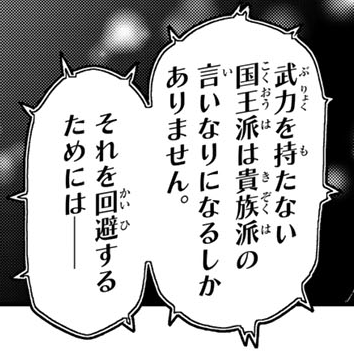 武力を持たない
国王派は貴族派の
言いなりになるしか
ありません。
それを回避する
ためには――